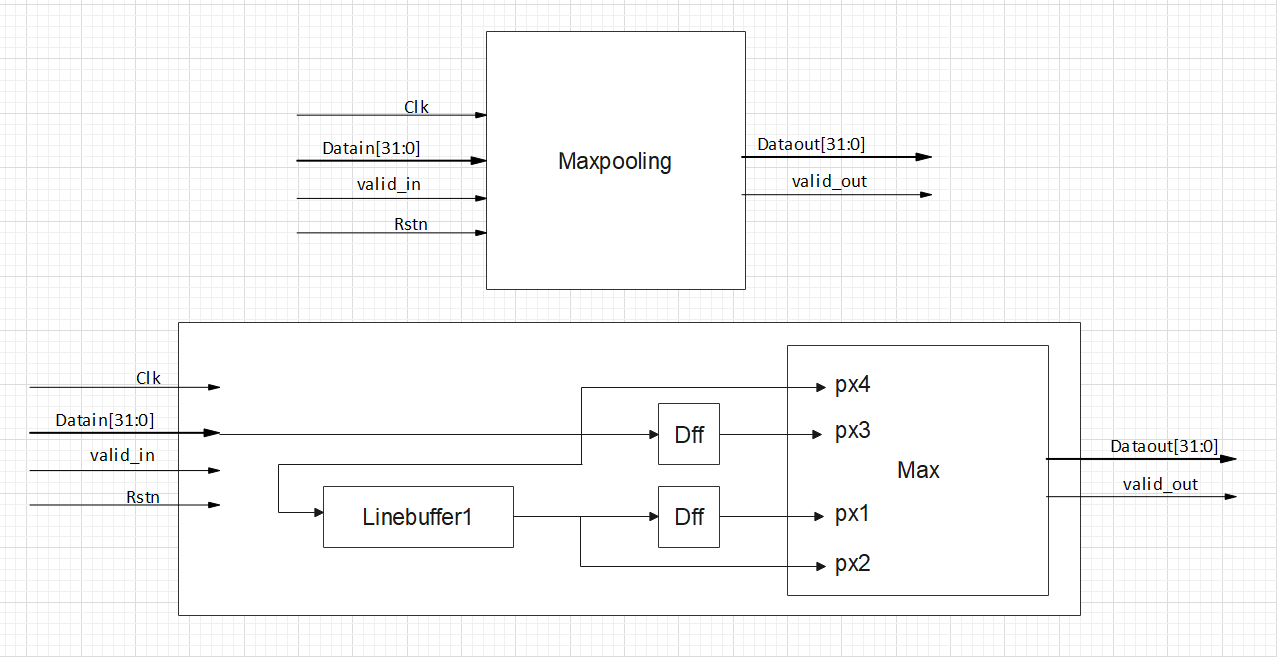 Clk
Datain[31:0]
valid_in
Rstn
Maxpooling
Dataout[31:0]
valid_out
Clk
Datain[31:0]
valid_in
Rstn
Linebuffer1
Dff
Dff
px4
px3
px1
px2
Max
Dataout[31:0]
valid_out